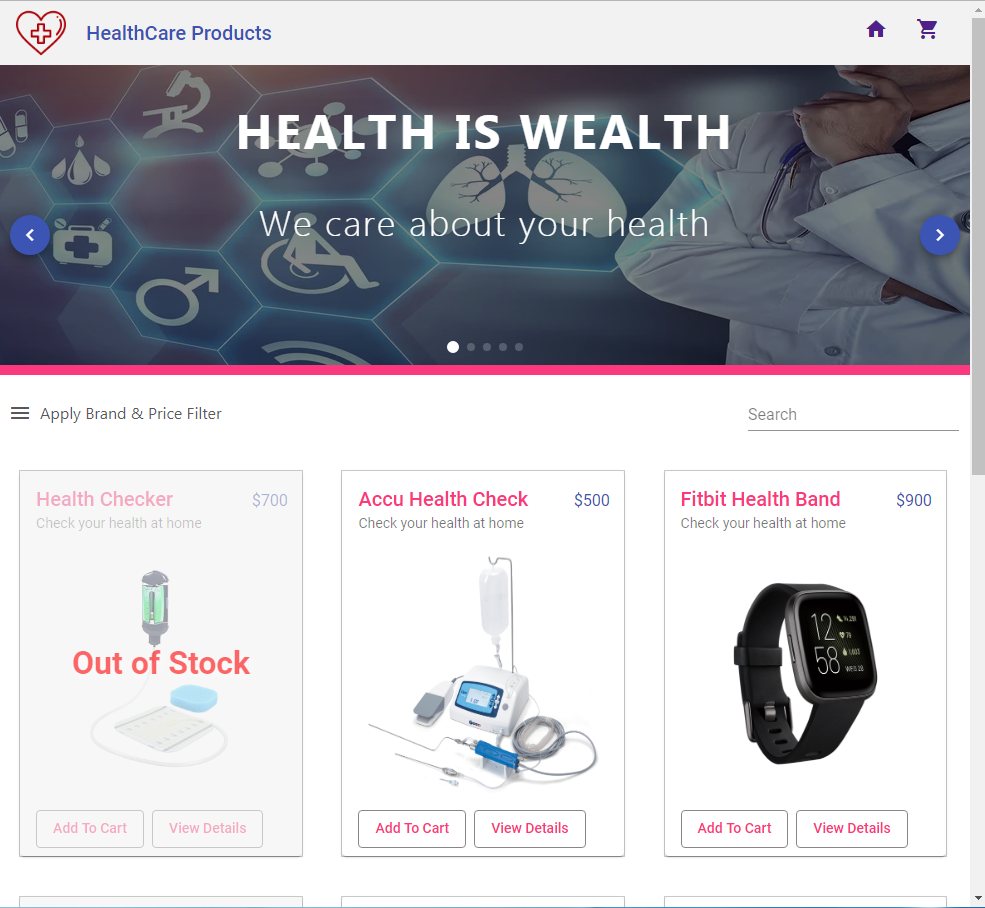 HealthCare Products
HEALTH IS WEALTH
We care about your health
Apply Brand & Price Filter
Search
Health Checker $700
Check your health at home
Out of Stock
Add To Cart View Details
Accu Health Check $500
Check your health at home
Add To Cart View Details
Fitbit Health Band $900
Check your health at home
12
58
79
WED 28
Add To Cart View Details